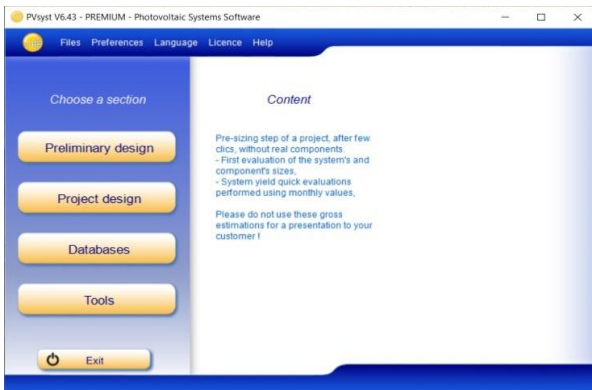 PVsyst V6.43 - PREMIUM - Photovoltaic Systems Software
Files Preferences Language Licence Help
Choose a section
Preliminary design
Project design
Databases
Tools
Exit
Content
Pre-sizing step of a project, after few
clics, without real components.
- First evaluation of the system's and
component's sizes,
- System yield quick evaluations
performed using monthly values,
Please do not use these gross
estimations for a presentation to your
customer !